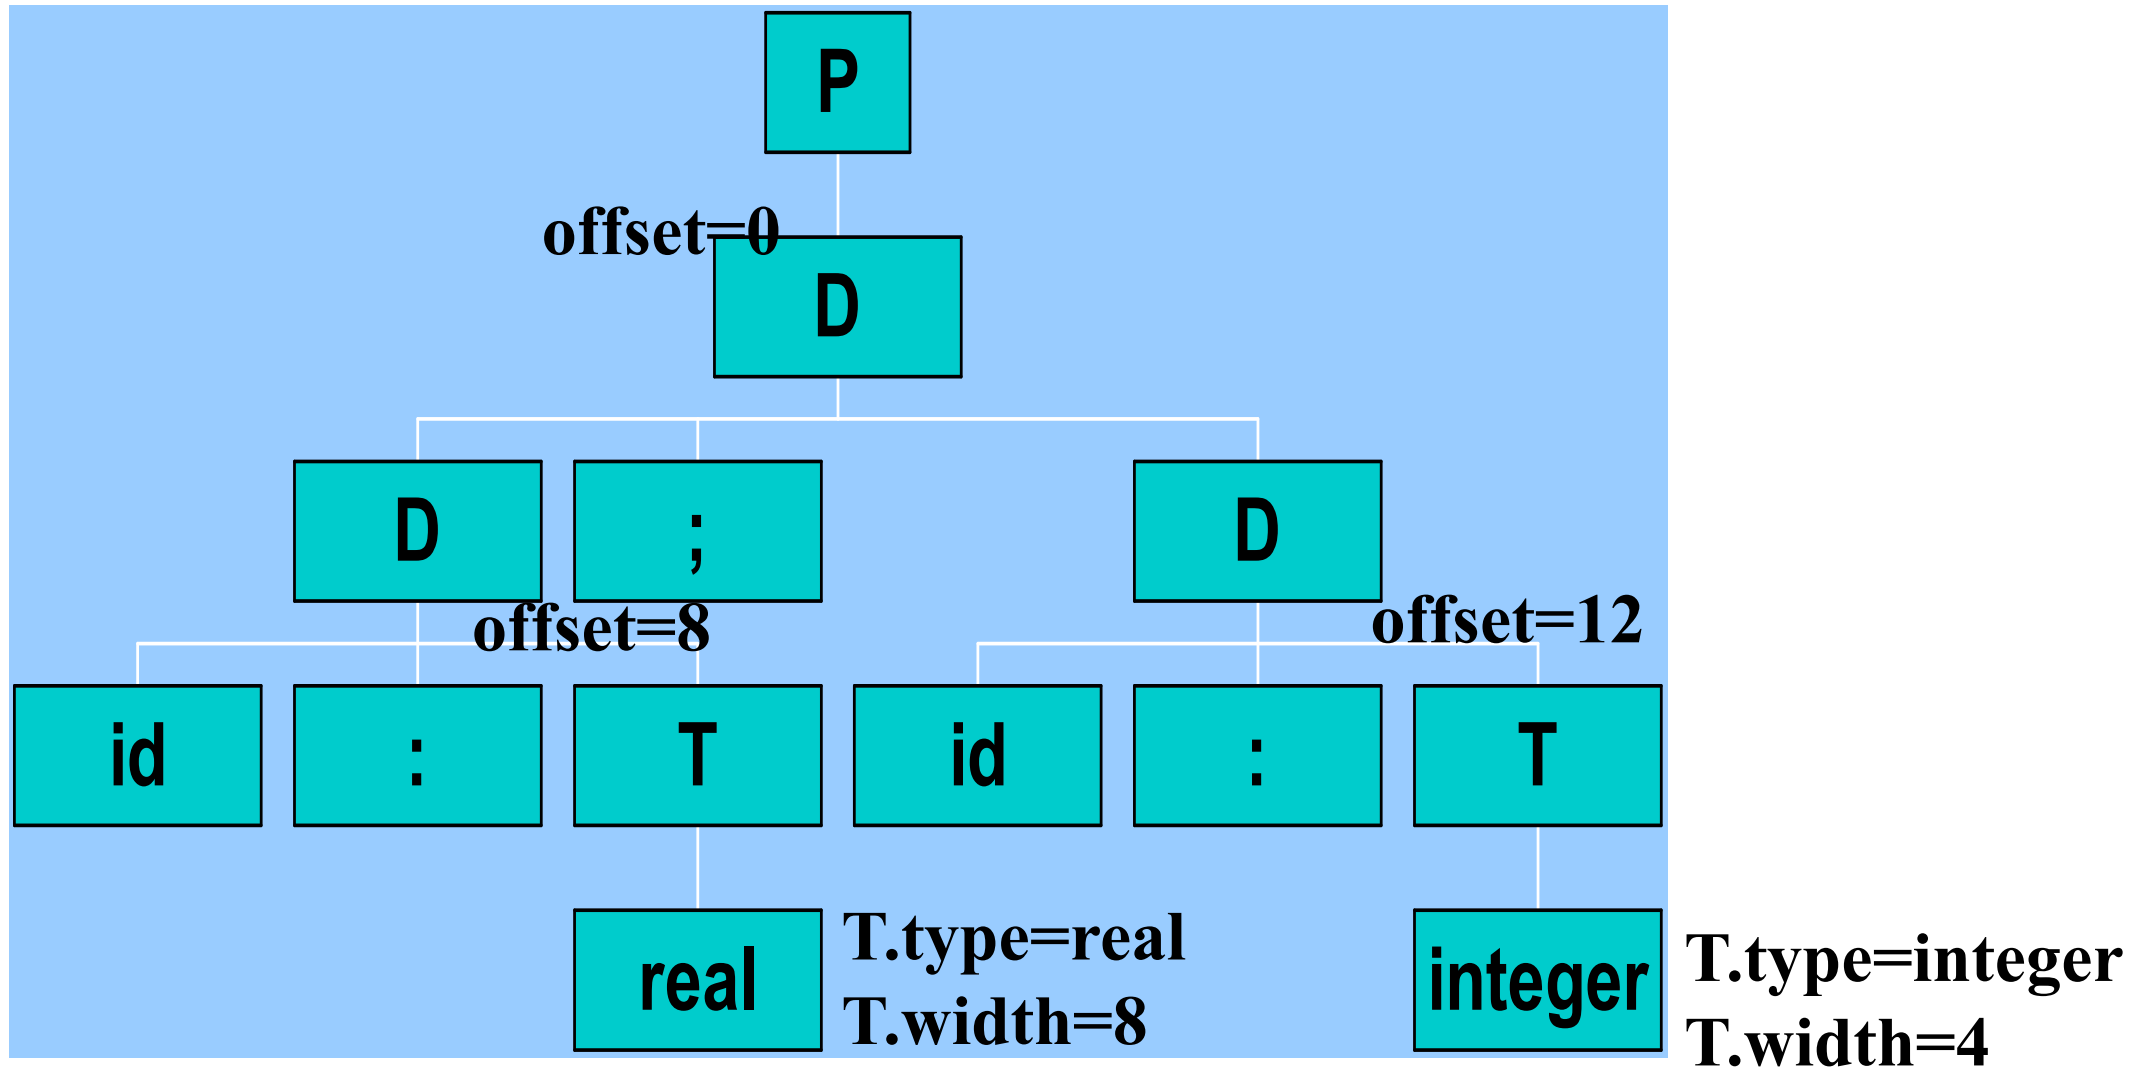 P
offset=0
D
D ; D
offset=8 offset=12
id : T id : T
real T.type=real integer T.type=integer
T.width=8 T.width=4